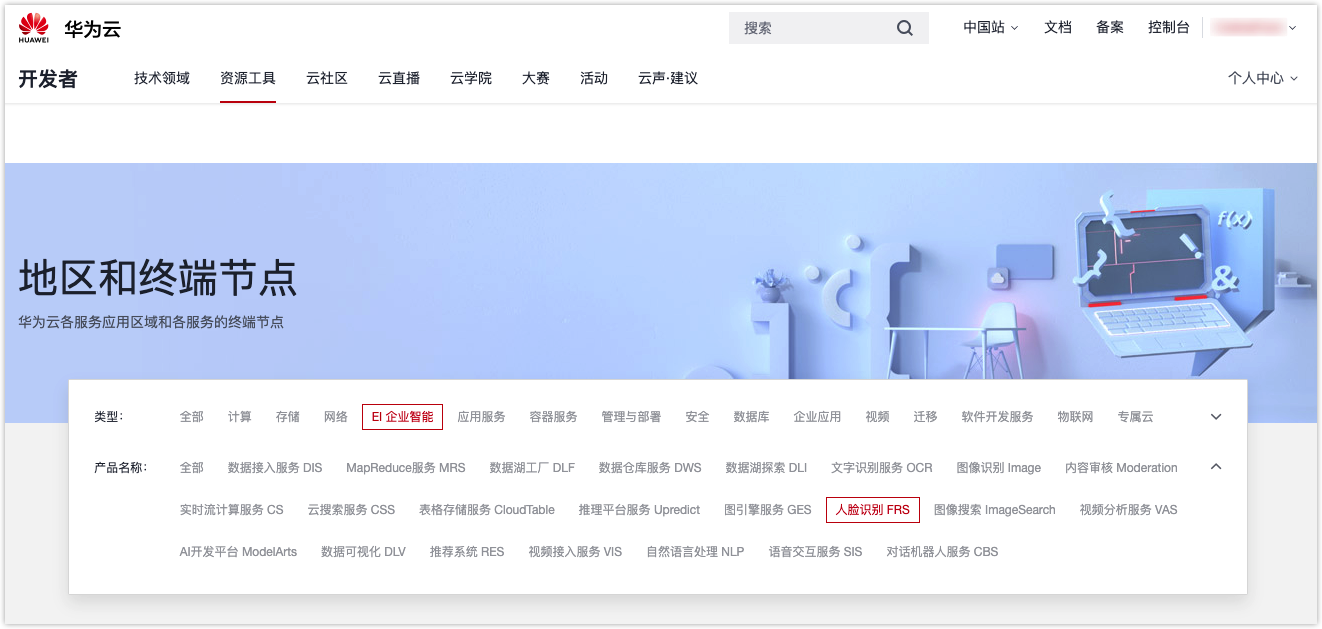 HUAWEI 华为云 搜索 中国站 文档 备案 控制台
开发者 技术领域 资源工具 云社区 云直播 云学院 大赛 活动 云声·建议 个人中心
f(x)
{ } ! &
地区和终端节点
华为云各服务应用区域和各服务的终端节点
类型: 全部 计算 存储 网络 EI 企业智能 应用服务 容器服务 管理与部署 安全 数据库 企业应用 视频 迁移 软件开发服务 物联网 专属云
产品名称: 全部 数据接入服务 DIS MapReduce服务 MRS 数据湖工厂 DLF 数据仓库服务 DWS 数据湖探索 DLI 文字识别服务 OCR 图像识别 Image 内容审核 Moderation
实时流计算服务 CS 云搜索服务 CSS 表格存储服务 CloudTable 推理平台服务 Upredict 图引擎服务 GES 人脸识别 FRS 图像搜索 ImageSearch 视频分析服务 VAS
AI开发平台 ModelArts 数据可视化 DLV 推荐系统 RES 视频接入服务 VIS 自然语言处理 NLP 语音交互服务 SIS 对话机器人服务 CBS